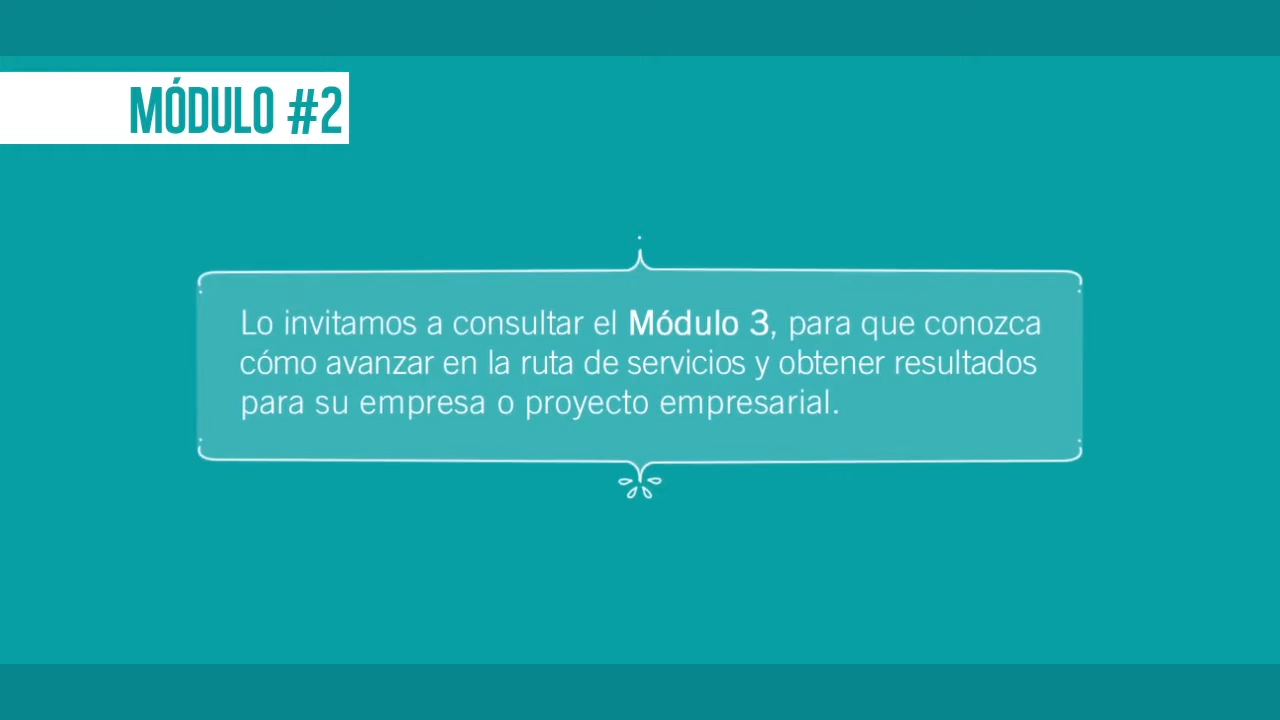 MÓDULO #2
Lo invitamos a consultar el Módulo 3, para que conozca
cómo avanzar en la ruta de servicios y obtener resultados
para su empresa o proyecto empresarial.